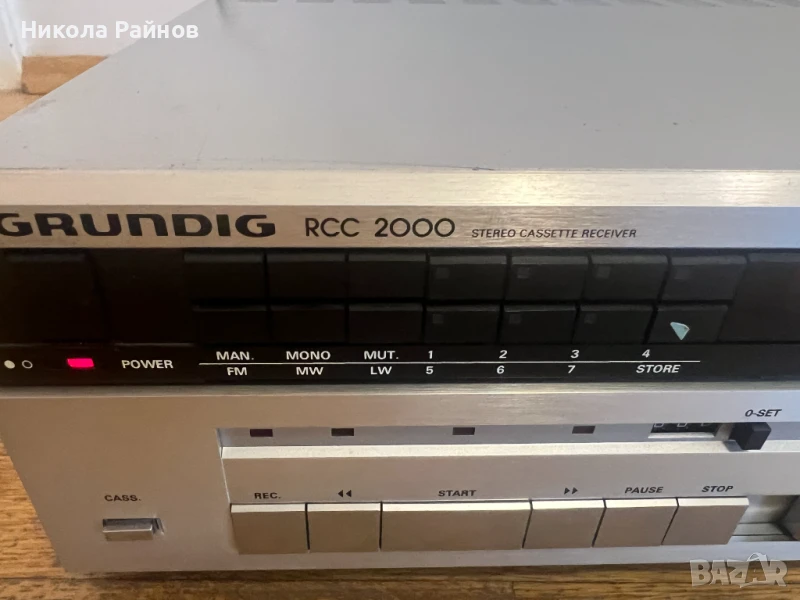 Никола Райнов
GRUNDIG RCC 2000 STEREO CASSETTE RECEIVER
POWER
MAN. MONO MUT. 1 2 3 4
FM MW LW 5 6 7 STORE
0-SET
CASS.
REC. ◀◀ START ▶▶ PAUSE STOP
BAZAR